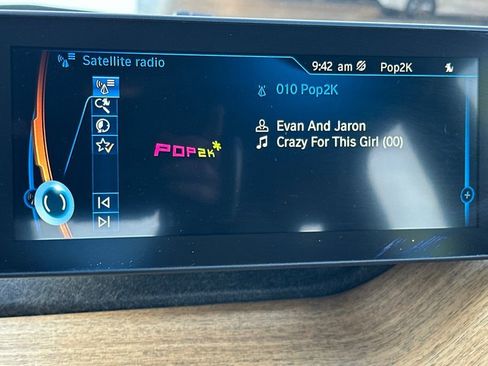 Satellite radio
9:42 am
Pop2K
010 Pop2K
POP2K*
Evan And Jaron
Crazy For This Girl (00)